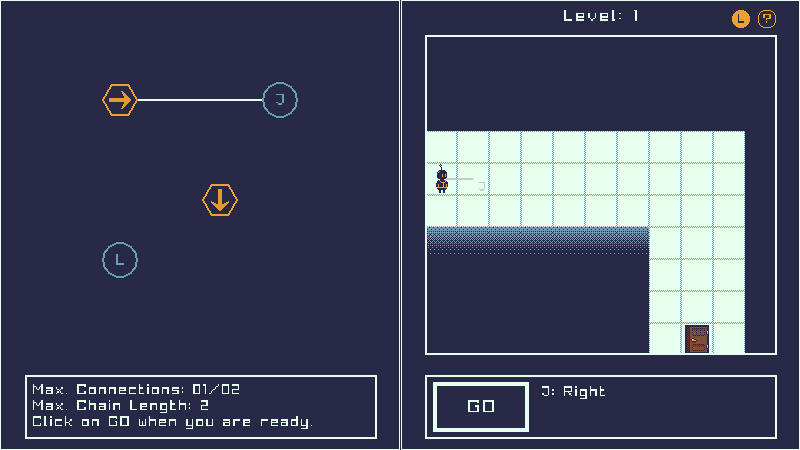 J
L
Max. Connections: 01/02
Max. Chain Length: 2
Click on GO when you are ready.
Level: 1
L ?
J
GO
J: Right